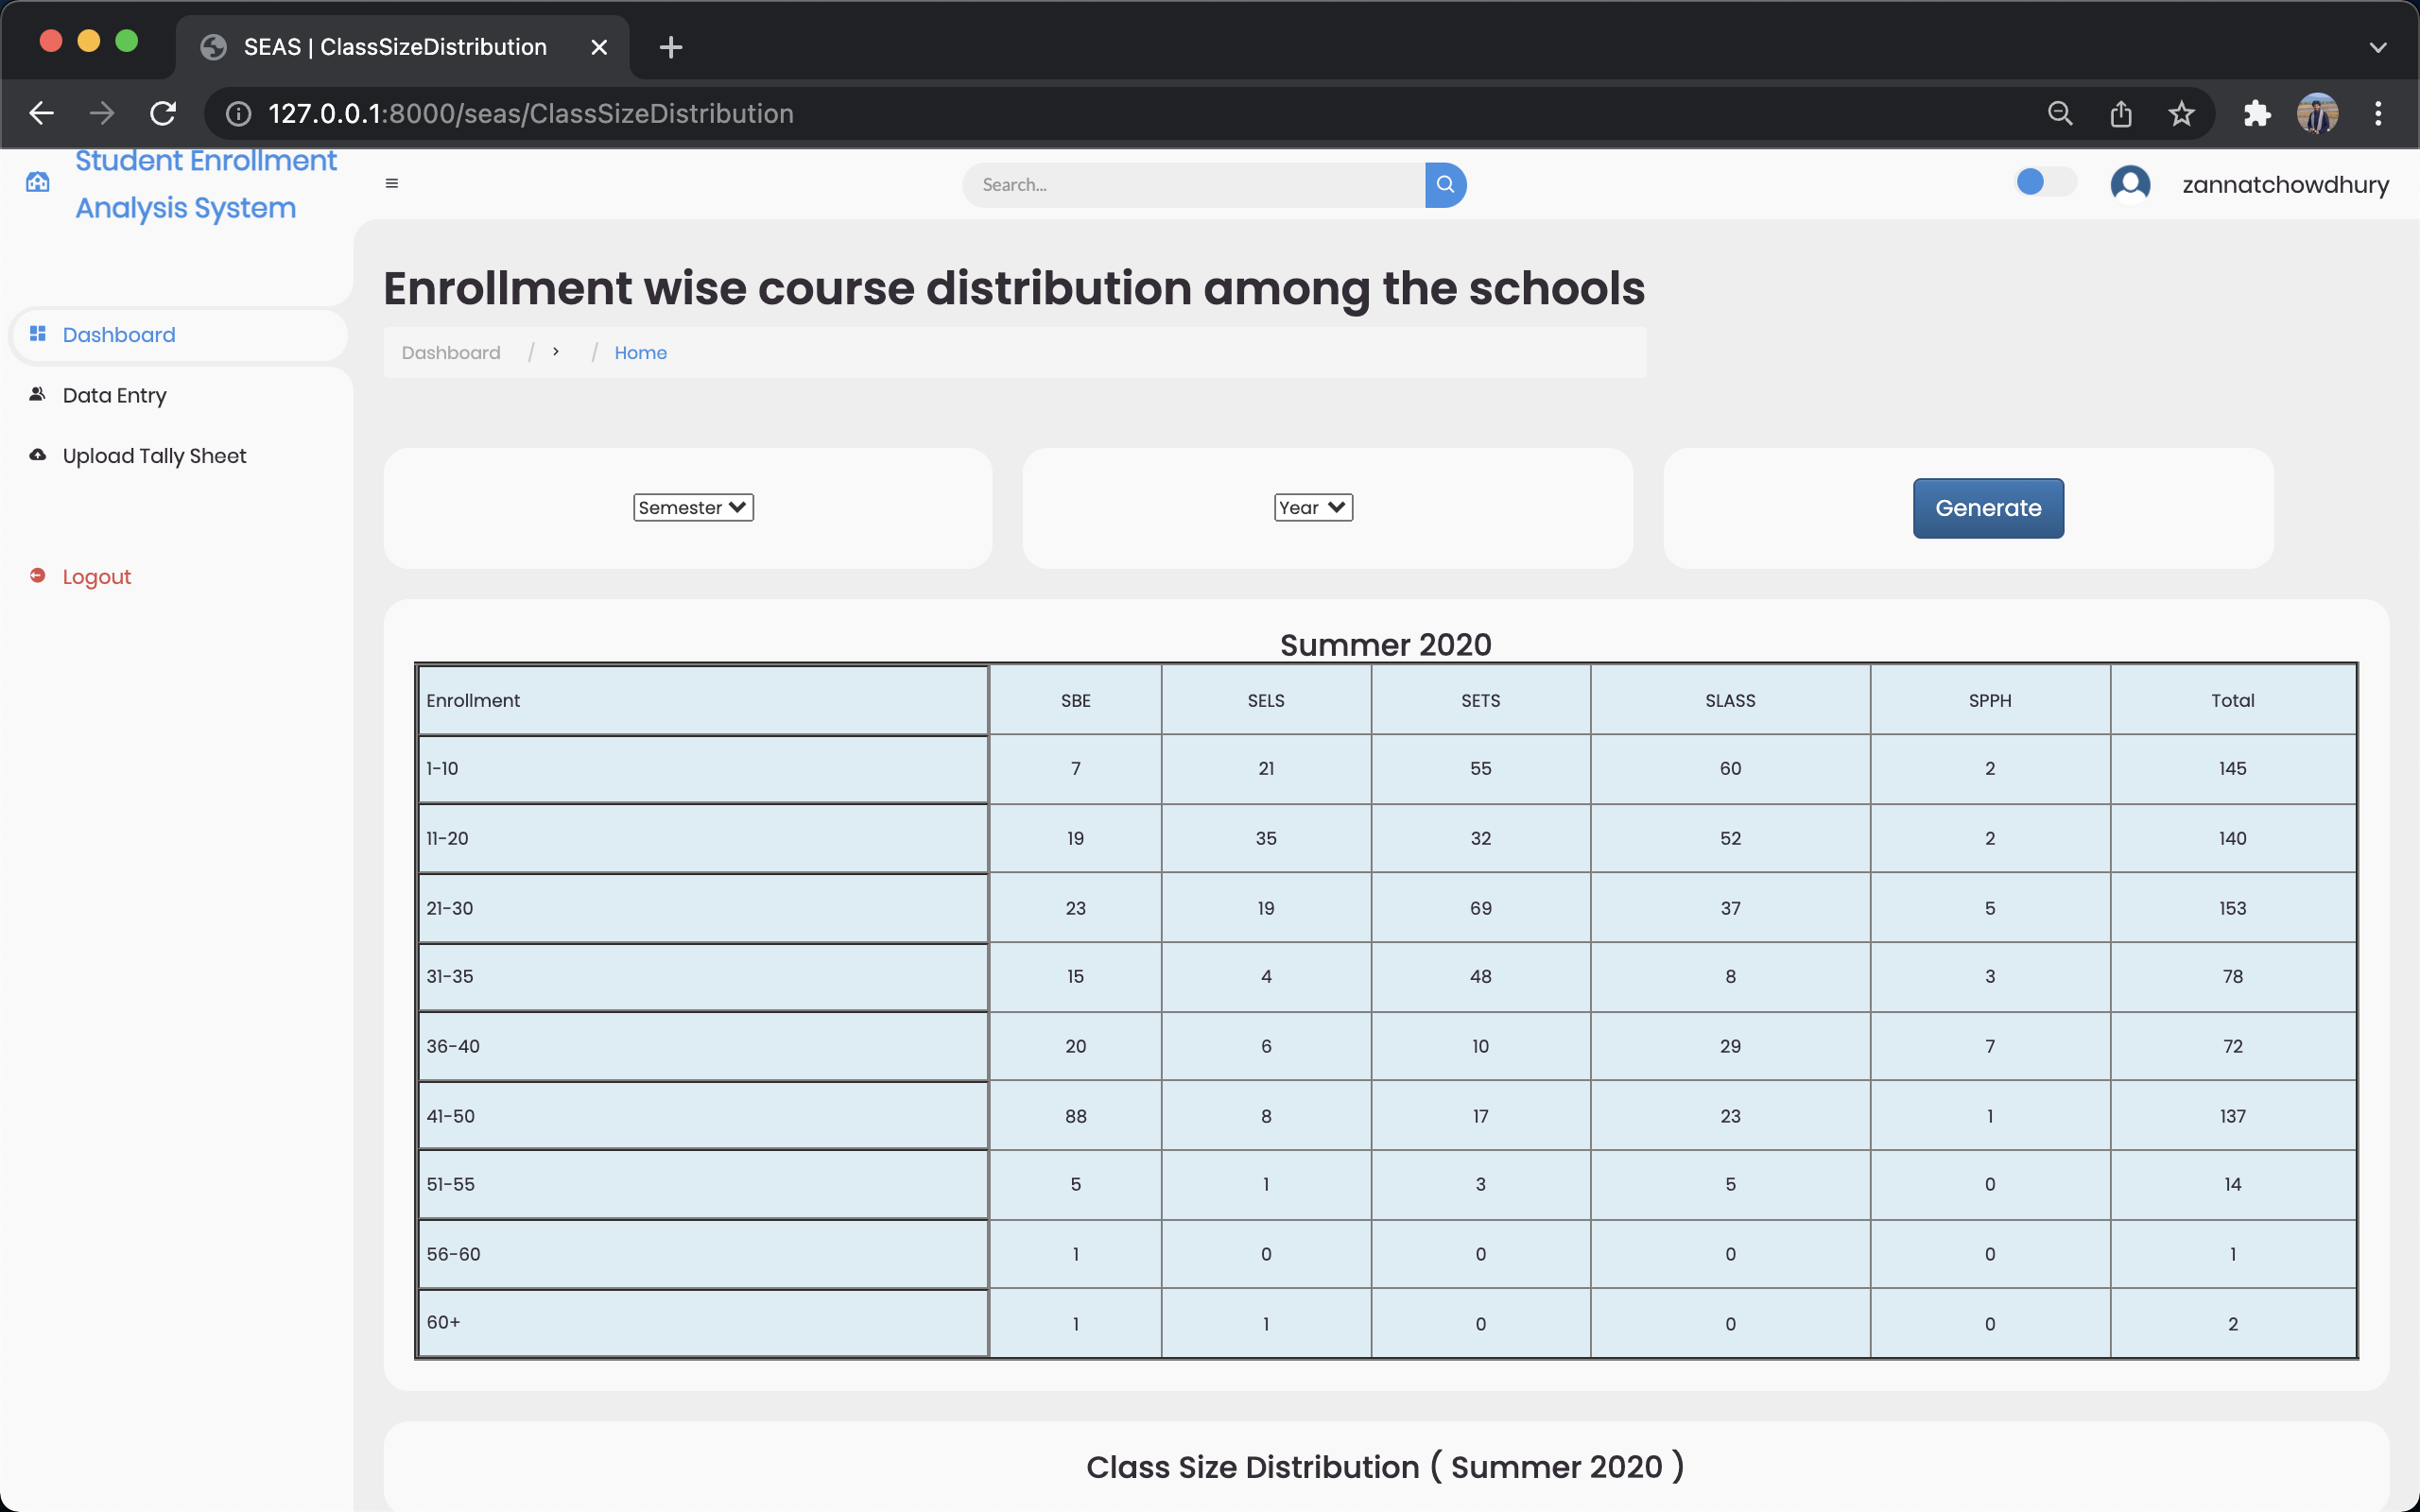 SEAS | ClassSizeDistribution
127.0.0.1:8000/seas/ClassSizeDistribution
Student Enrollment
Analysis System
Search...
zannatchowdhury
Dashboard
Data Entry
Upload Tally Sheet
Logout
Enrollment wise course distribution among the schools
Dashboard / › / Home
Semester Year Generate
Summer 2020
Enrollment SBE SELS SETS SLASS SPPH Total
1-10 7 21 55 60 2 145
11-20 19 35 32 52 2 140
21-30 23 19 69 37 5 153
31-35 15 4 48 8 3 78
36-40 20 6 10 29 7 72
41-50 88 8 17 23 1 137
51-55 5 1 3 5 0 14
56-60 1 0 0 0 0 1
60+ 1 1 0 0 0 2
Class Size Distribution ( Summer 2020 )